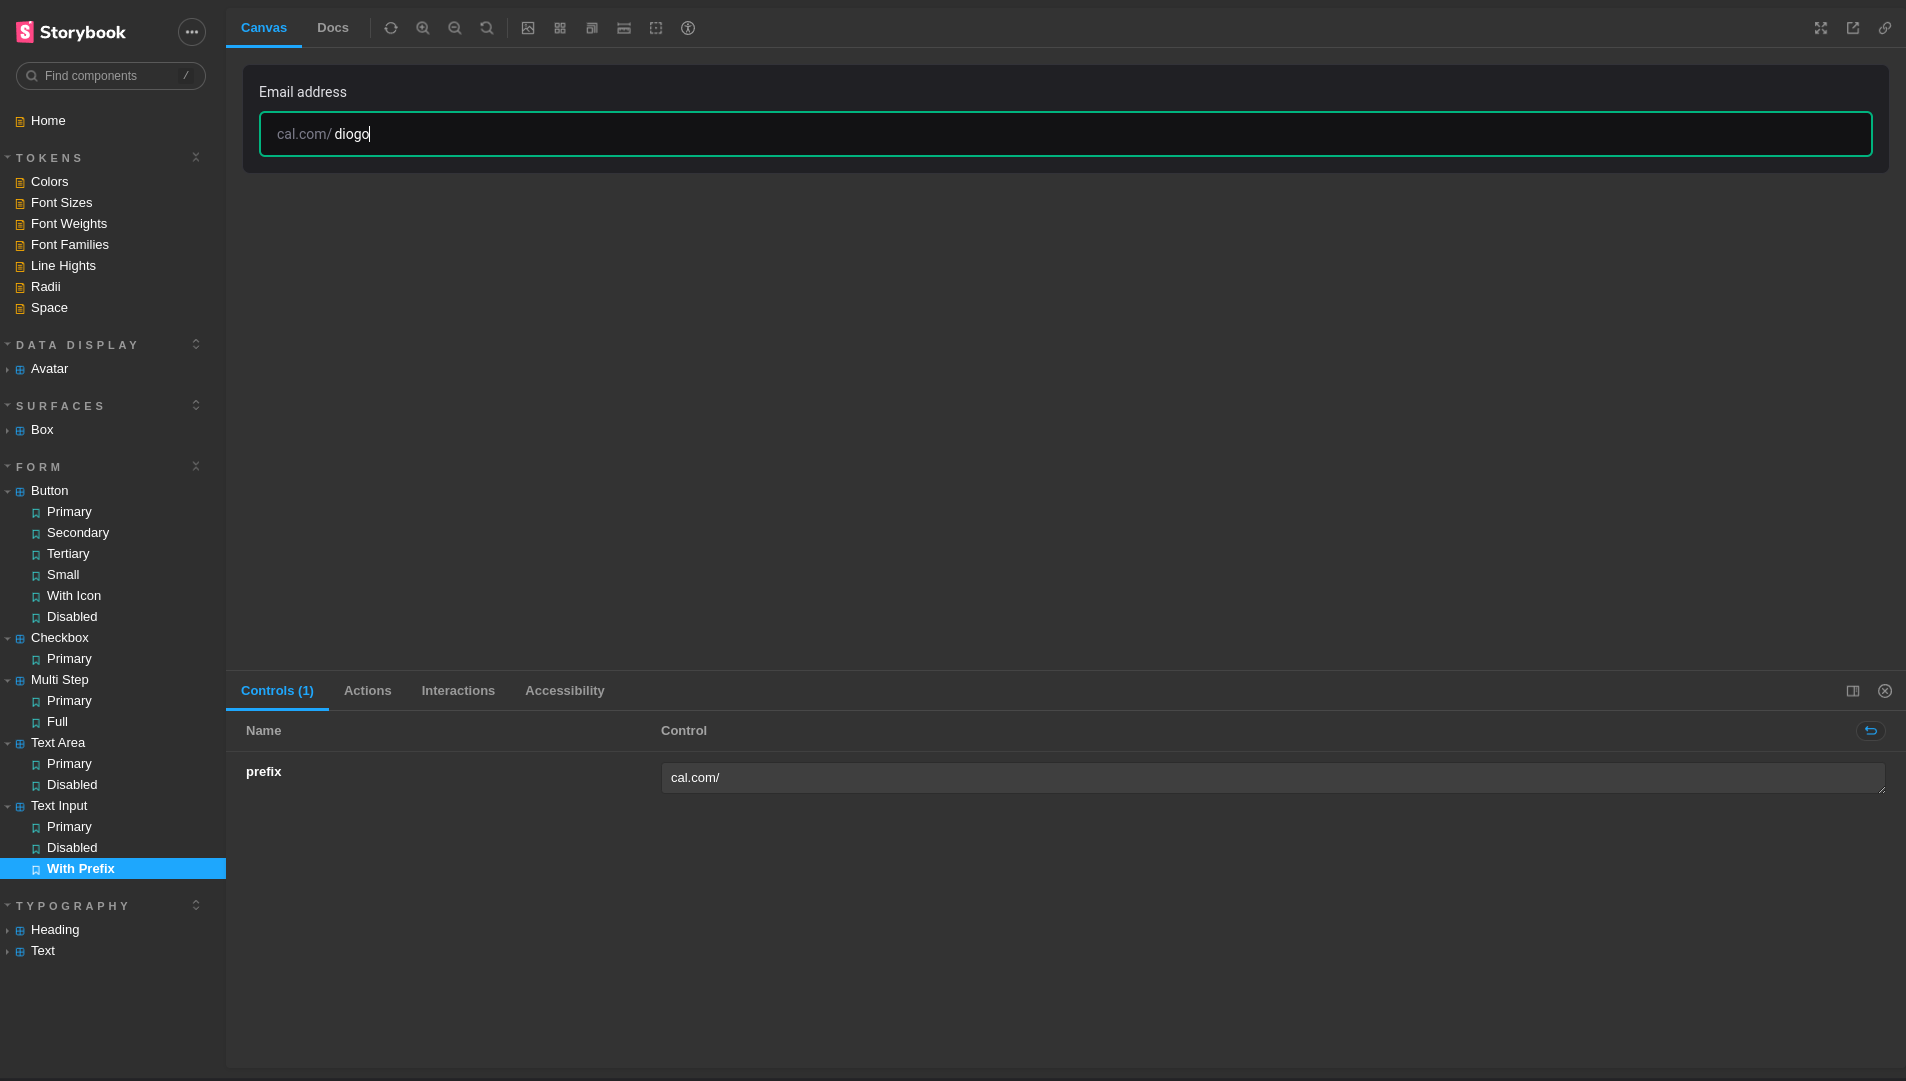 Storybook
Find components /
Home
TOKENS
Colors
Font Sizes
Font Weights
Font Families
Line Hights
Radii
Space
DATA DISPLAY
Avatar
SURFACES
Box
FORM
Button
Primary
Secondary
Tertiary
Small
With Icon
Disabled
Checkbox
Primary
Multi Step
Primary
Full
Text Area
Primary
Disabled
Text Input
Primary
Disabled
With Prefix
TYPOGRAPHY
Heading
Text
Canvas Docs
Email address
cal.com/ diogo
Controls (1) Actions Interactions Accessibility
Name Control
prefix cal.com/